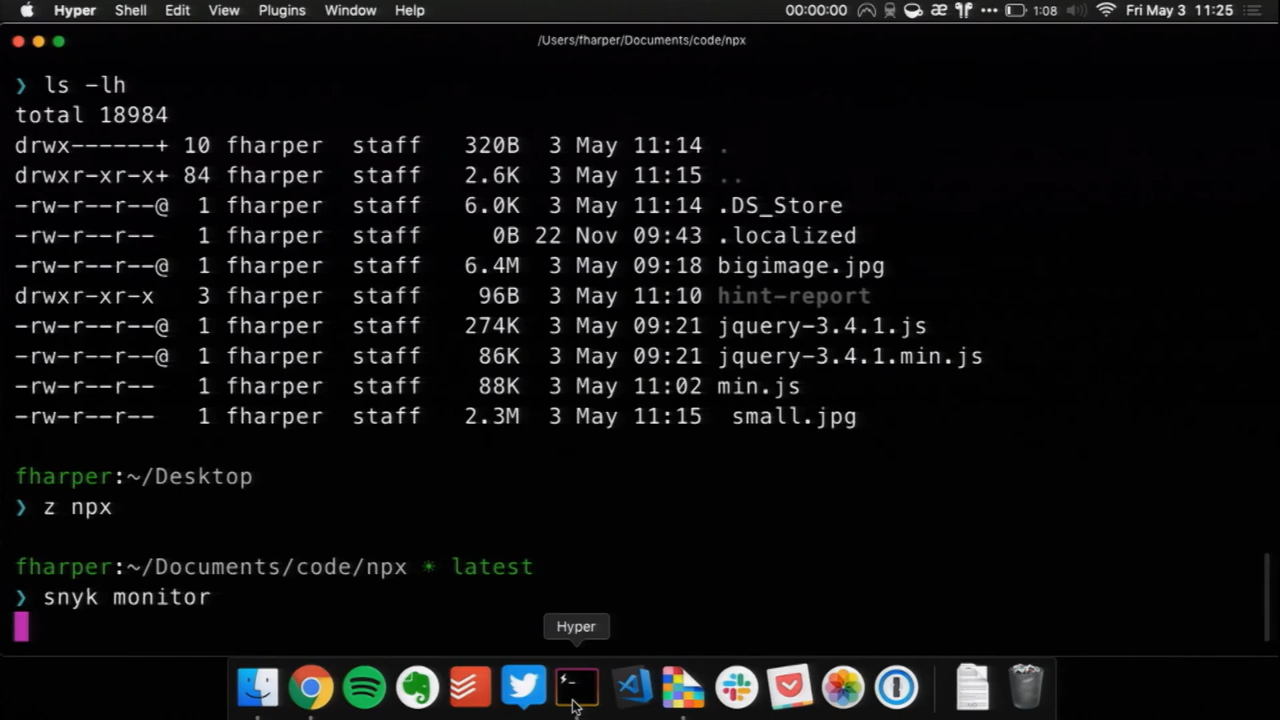 Hyper Shell Edit View Plugins Window Help 00:00:00 æ 1:08 Fri May 3 11:25
/Users/fharper/Documents/code/npx
❯ ls -lh
total 18984
drwx------+ 10 fharper staff 320B 3 May 11:14 .
drwxr-xr-x+ 84 fharper staff 2.6K 3 May 11:15 ..
-rw-r--r--@ 1 fharper staff 6.0K 3 May 11:14 .DS_Store
-rw-r--r-- 1 fharper staff 0B 22 Nov 09:43 .localized
-rw-r--r--@ 1 fharper staff 6.4M 3 May 09:18 bigimage.jpg
drwxr-xr-x 3 fharper staff 96B 3 May 11:10 hint-report
-rw-r--r--@ 1 fharper staff 274K 3 May 09:21 jquery-3.4.1.js
-rw-r--r--@ 1 fharper staff 86K 3 May 09:21 jquery-3.4.1.min.js
-rw-r--r-- 1 fharper staff 88K 3 May 11:02 min.js
-rw-r--r-- 1 fharper staff 2.3M 3 May 11:15 small.jpg
fharper:~/Desktop
❯ z npx
fharper:~/Documents/code/npx * latest
❯ snyk monitor
Hyper